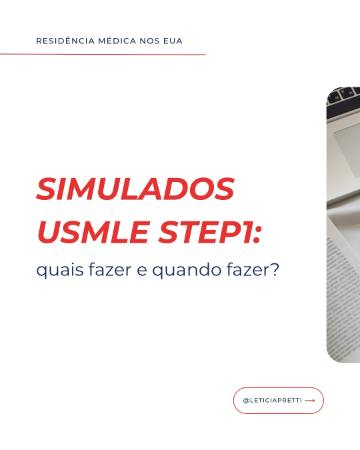 RESIDÊNCIA MÉDICA NOS EUA
SIMULADOS
USMLE STEP1:
quais fazer e quando fazer?
@LETICIAPRETTI